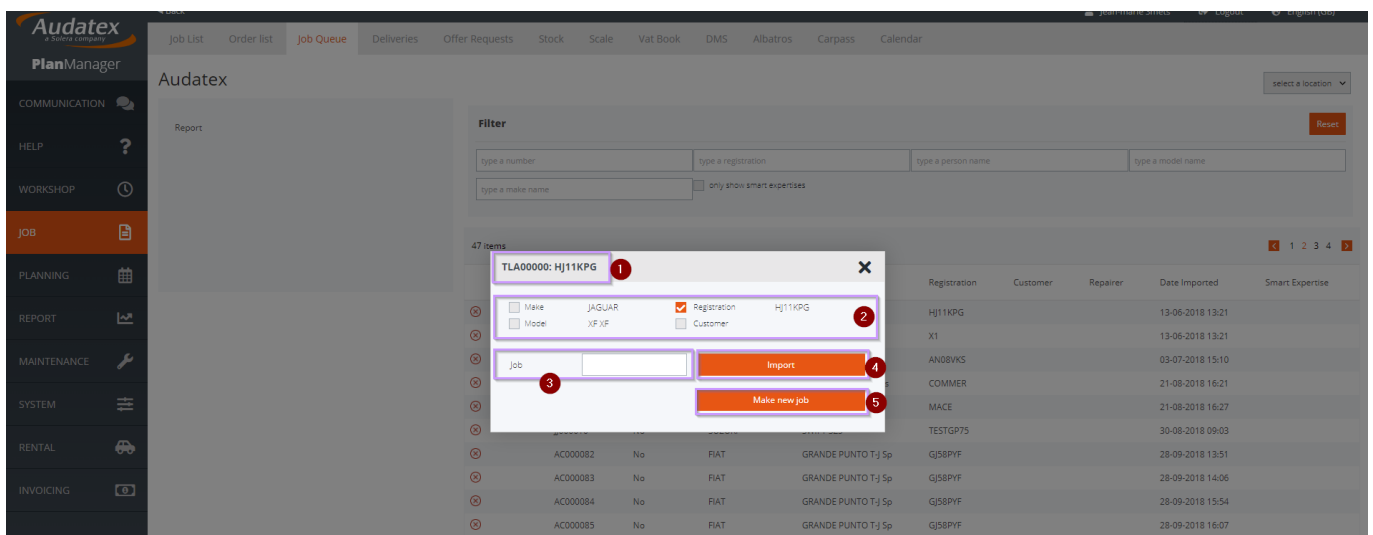 Back
Jean-marie Smets Logout English (GB)
Audatex
a Solera company
PlanManager
Job List Order list Job Queue Deliveries Offer Requests Stock Scale Vat Book DMS Albatros Carpass Calendar
Audatex
select a location
COMMUNICATION
HELP ?
WORKSHOP
JOB
PLANNING
REPORT
MAINTENANCE
SYSTEM
RENTAL
INVOICING
Report
Filter
Reset
type a number type a registration type a person name type a model name
type a make name only show smart expertises
47 items
1 2 3 4
TLA00000: HJ11KPG 1
Make JAGUAR Registration HJ11KPG
Model XF XF Customer
2
Job
3
Import 4
Make new job 5
Registration Customer Repairer Date Imported Smart Expertise
HJ11KPG 13-06-2018 13:21
X1 13-06-2018 13:21
AN08VKS 03-07-2018 15:10
s COMMER 21-08-2018 16:21
MACE 21-08-2018 16:27
No TESTGP75 30-08-2018 09:03
AC000082 No FIAT GRANDE PUNTO T-J Sp GJ58PYF 28-09-2018 13:51
AC000083 No FIAT GRANDE PUNTO T-J Sp GJ58PYF 28-09-2018 14:06
AC000084 No FIAT GRANDE PUNTO T-J Sp GJ58PYF 28-09-2018 15:54
AC000085 No FIAT GRANDE PUNTO T-J Sp GJ58PYF 28-09-2018 16:07